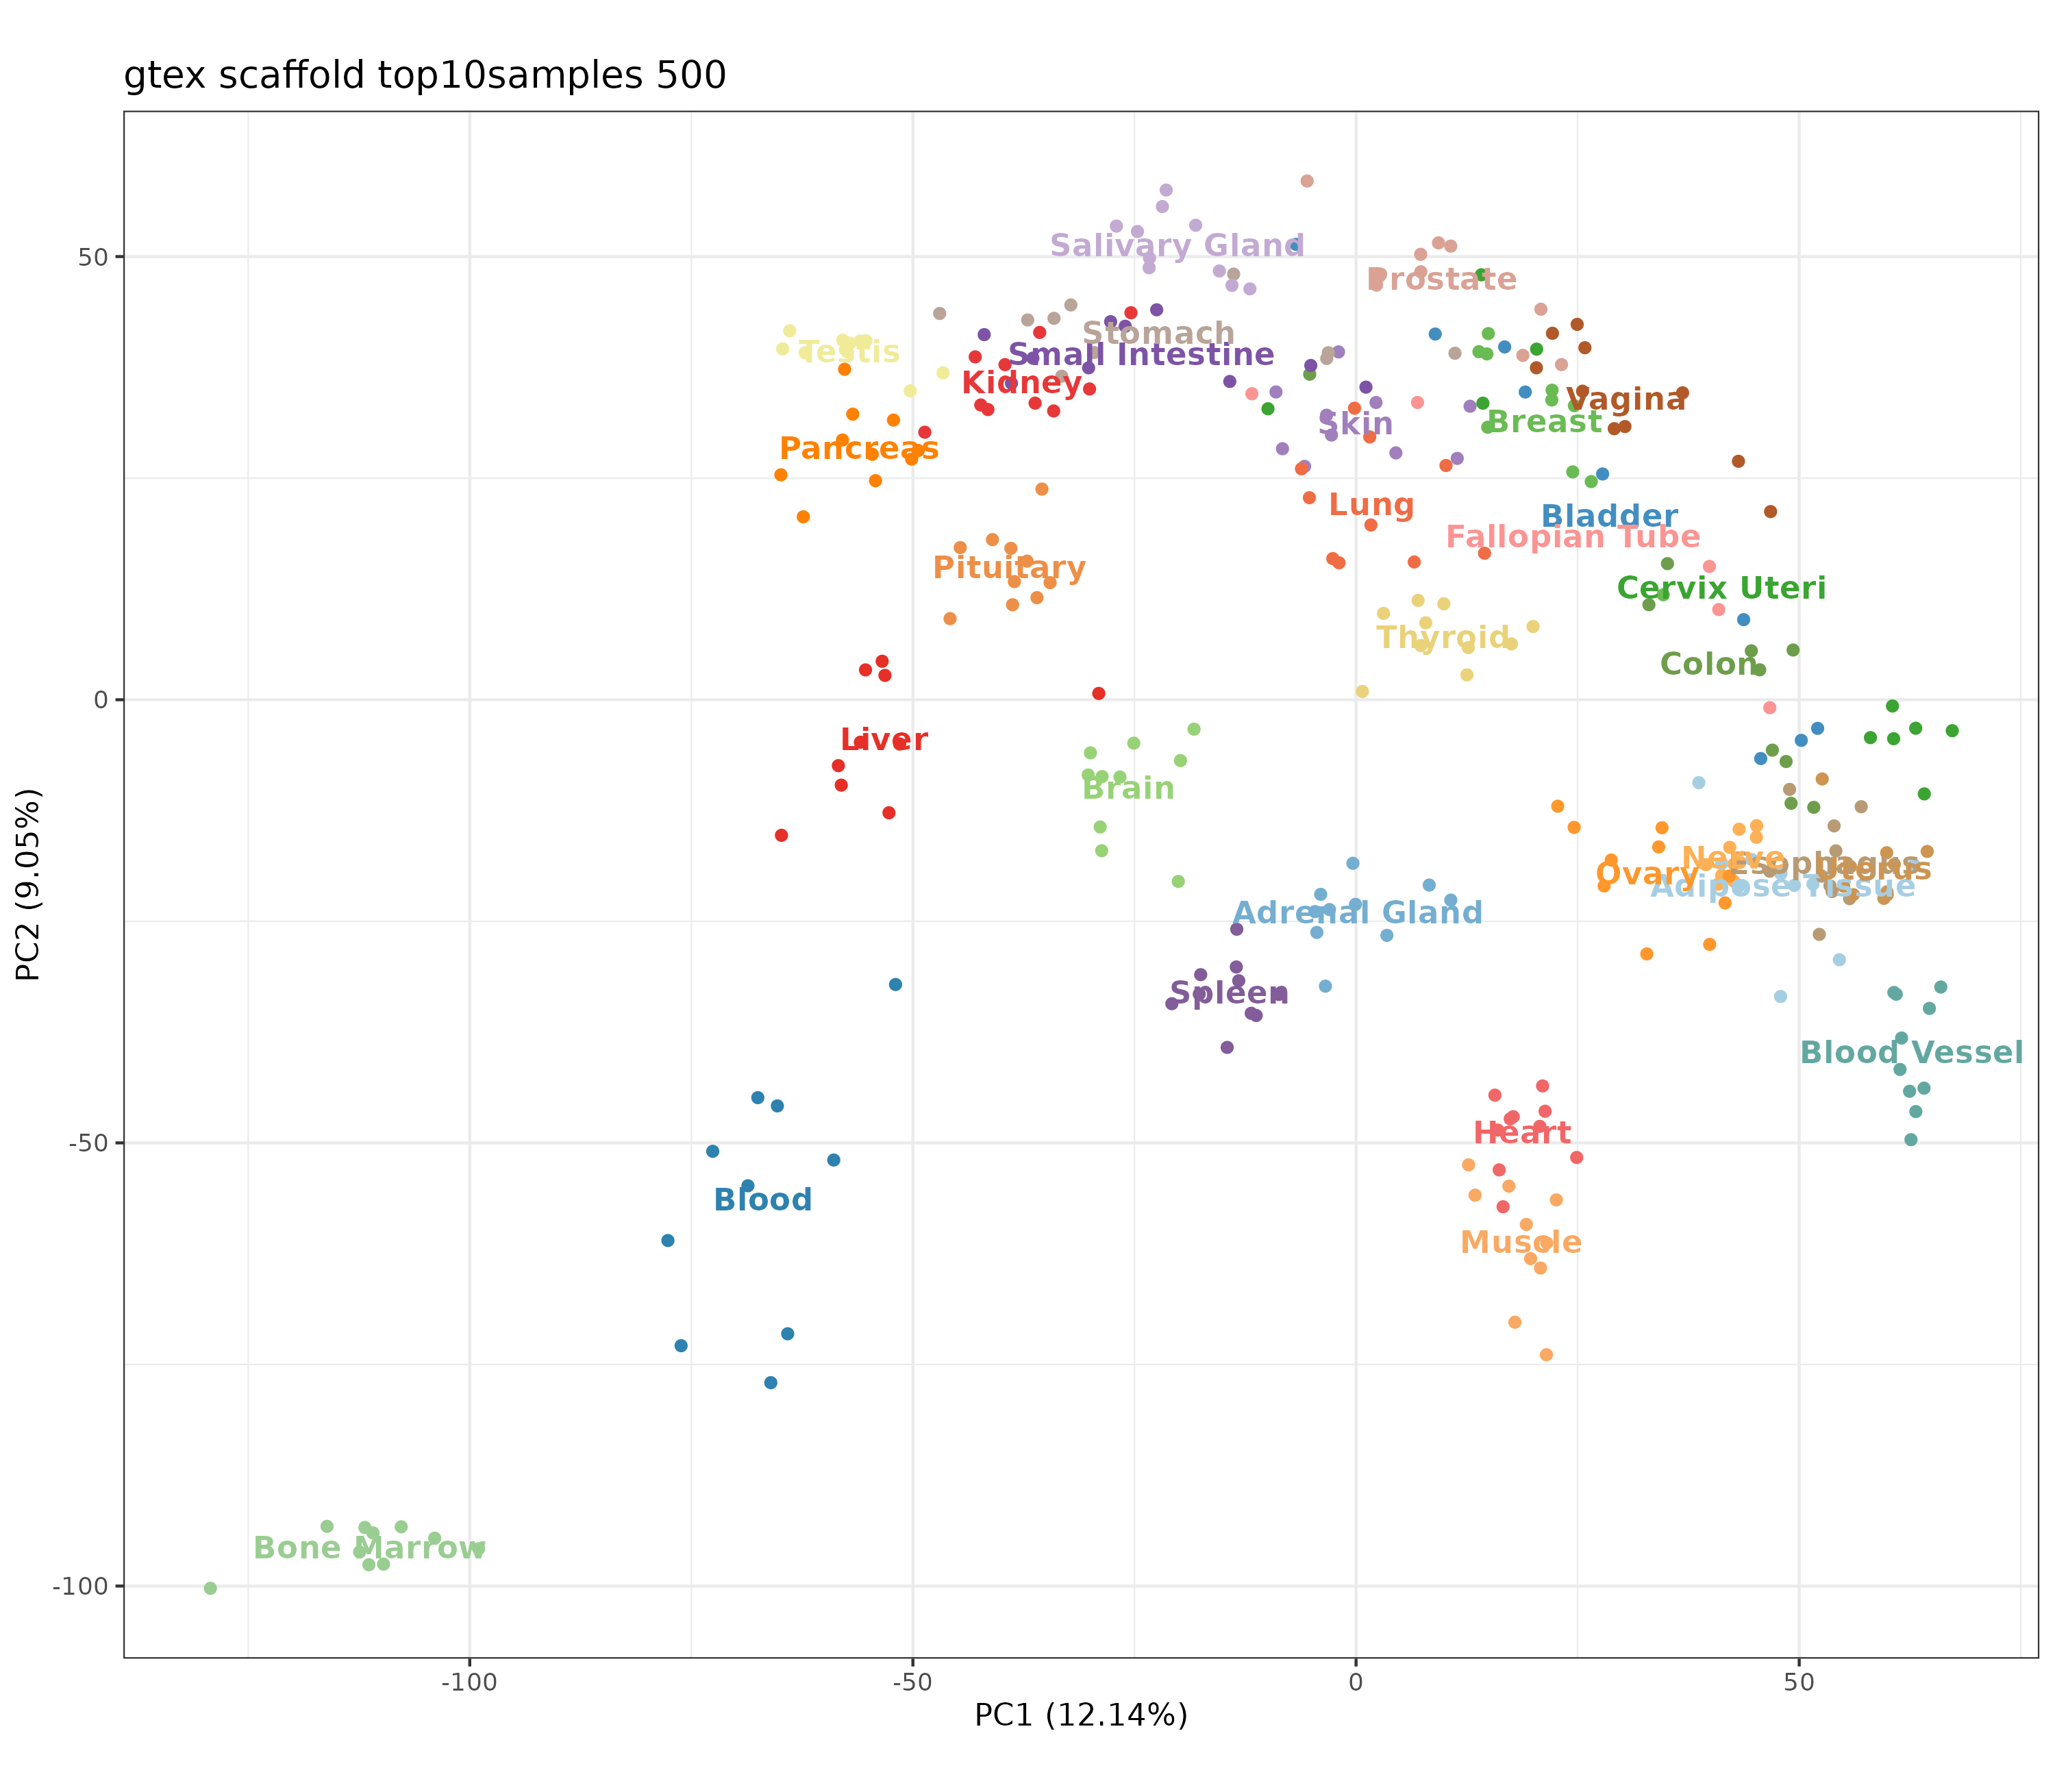 gtex scaffold top10samples 500
50
0
-50
-100
PC2 (9.05%)
Salivary Gland
Prostate
Stomach
Testis
Small Intestine
Kidney
Vagina
Breast
Skin
Pancreas
Lung
Bladder
Fallopian Tube
Pituitary
Cervix Uteri
Thyroid
Colon
Liver
Brain
Nerve
Esophagus
Uterus
Ovary
Adipose Tissue
Adrenal Gland
Spleen
Blood Vessel
Heart
Blood
Muscle
Bone Marrow
-100
-50
0
50
PC1 (12.14%)